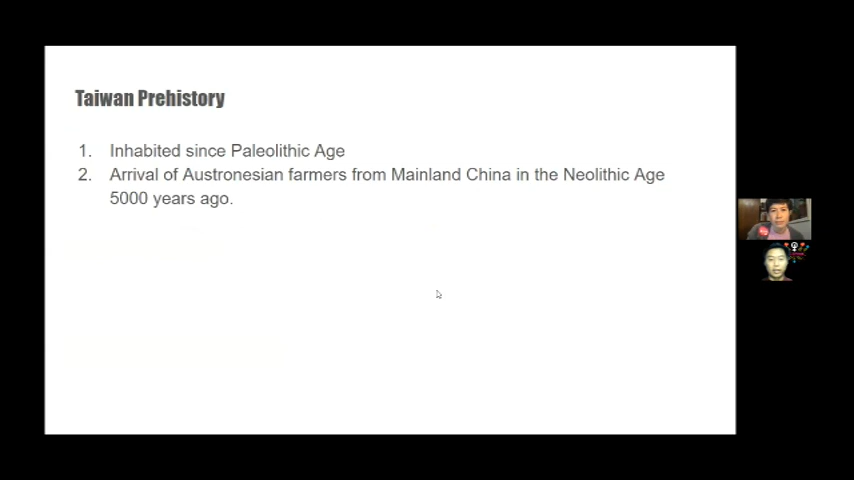 Taiwan Prehistory
1. Inhabited since Paleolithic Age
2. Arrival of Austronesian farmers from Mainland China in the Neolithic Age
5000 years ago.